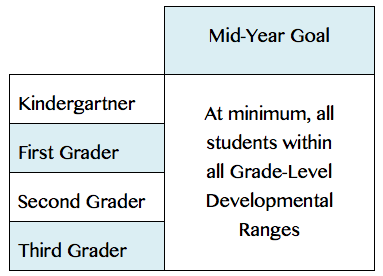 Mid-Year Goal
Kindergartner
First Grader
Second Grader
Third Grader
At minimum, all
students within
all Grade-Level
Developmental
Ranges